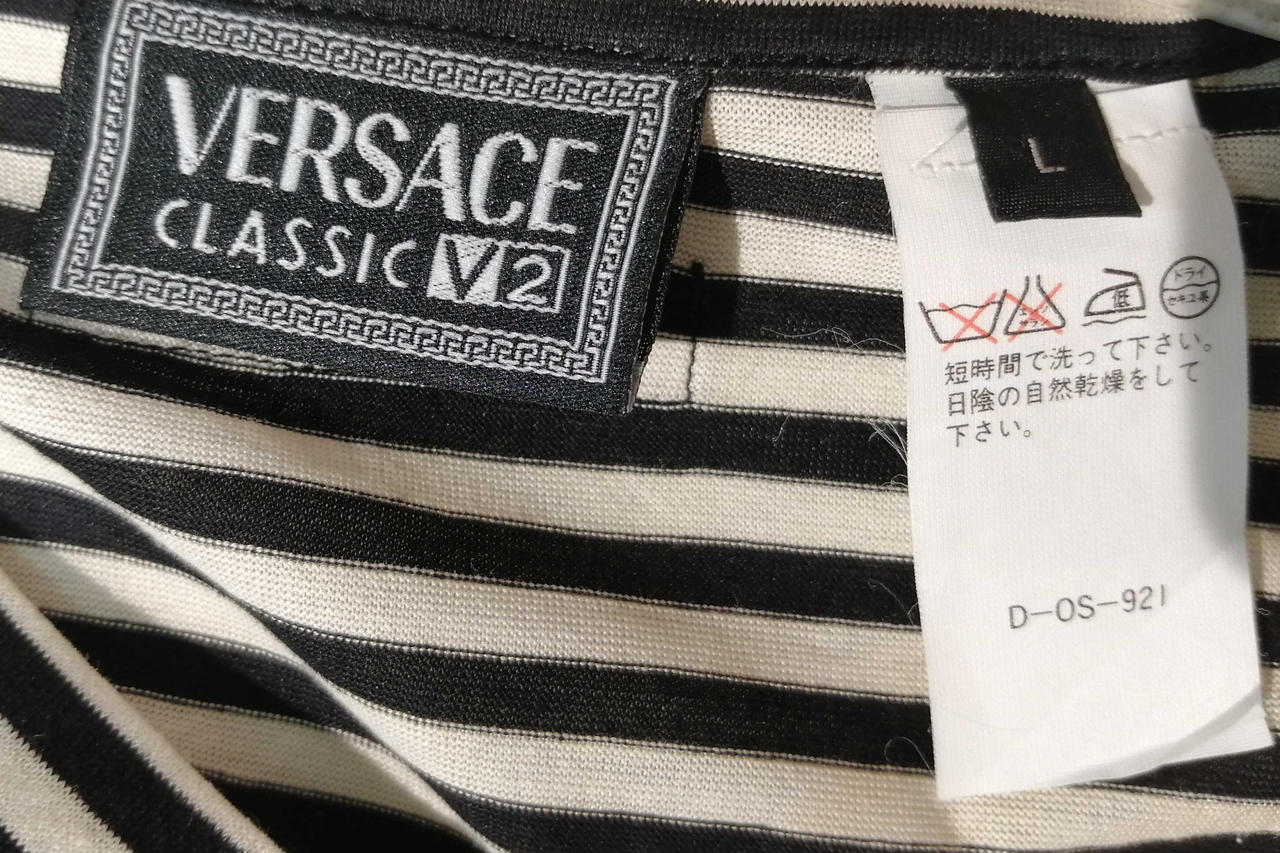 VERSACE
CLASSIC V2
L
低
ドライ
セキユ系
短時間で洗って下さい。
日陰の自然乾燥をして
下さい。
D-OS-921